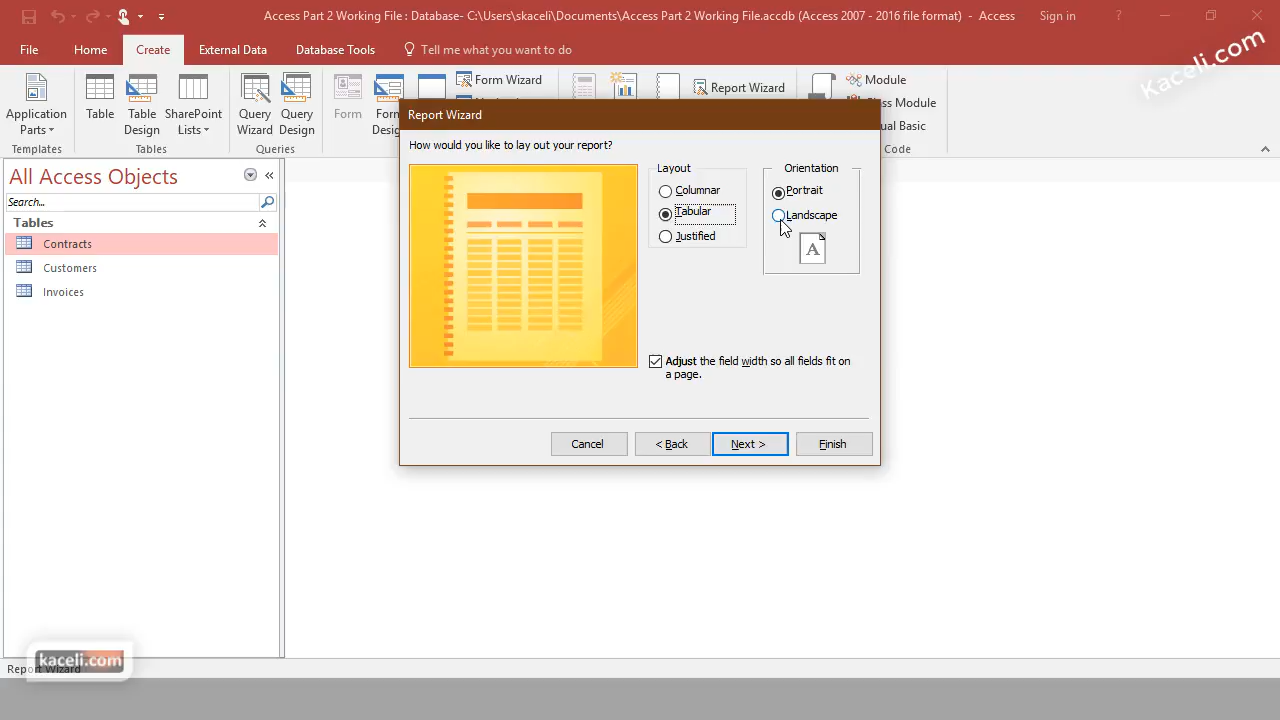 Access Part 2 Working File : Database- C:\Users\skaceli\Documents\Access Part 2 Working File.accdb (Access 2007 - 2016 file format) - Access
Sign in
File
Home
Create
External Data
Database Tools
Tell me what you want to do
Kaceli.com
Application
Parts
Templates
Table
Table
Design
SharePoint
Lists
Tables
Query
Wizard
Query
Design
Queries
Form
Form
Form Wizard
Report Wizard
Module
Class Module
Code
Report Wizard
How would you like to lay out your report?
Layout
Columnar
Tabular
Justified
Orientation
Portrait
Landscape
A
Adjust the field width so all fields fit on
a page.
Cancel
< Back
Next >
Finish
All Access Objects
Search...
Tables
Contracts
Customers
Invoices
kaceli.com
Report Wizard